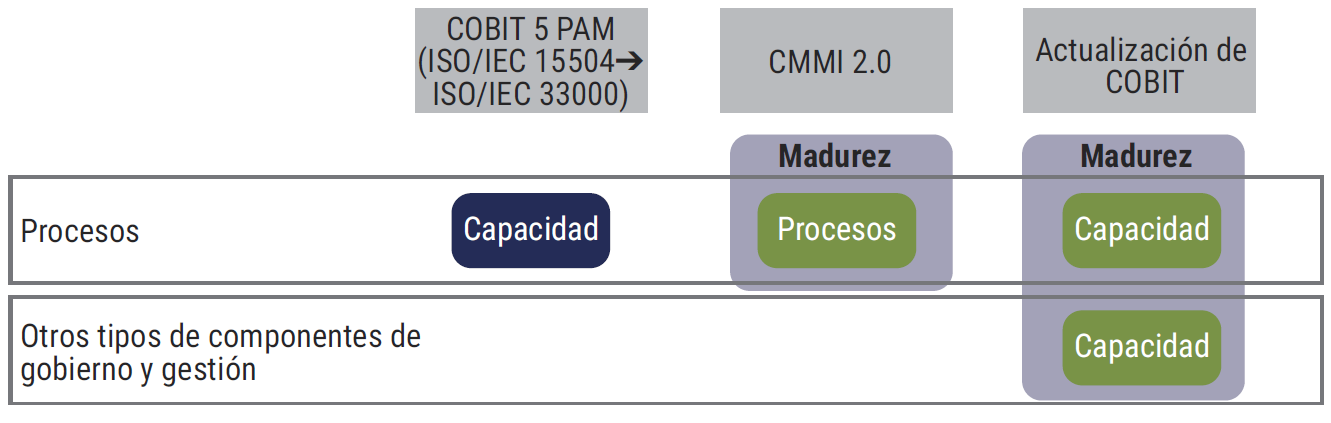 COBIT 5 PAM
(ISO/IEC 15504➔
ISO/IEC 33000)
CMMI 2.0
Actualización de
COBIT
Madurez
Madurez
Procesos
Capacidad
Procesos
Capacidad
Otros tipos de componentes de
gobierno y gestión
Capacidad